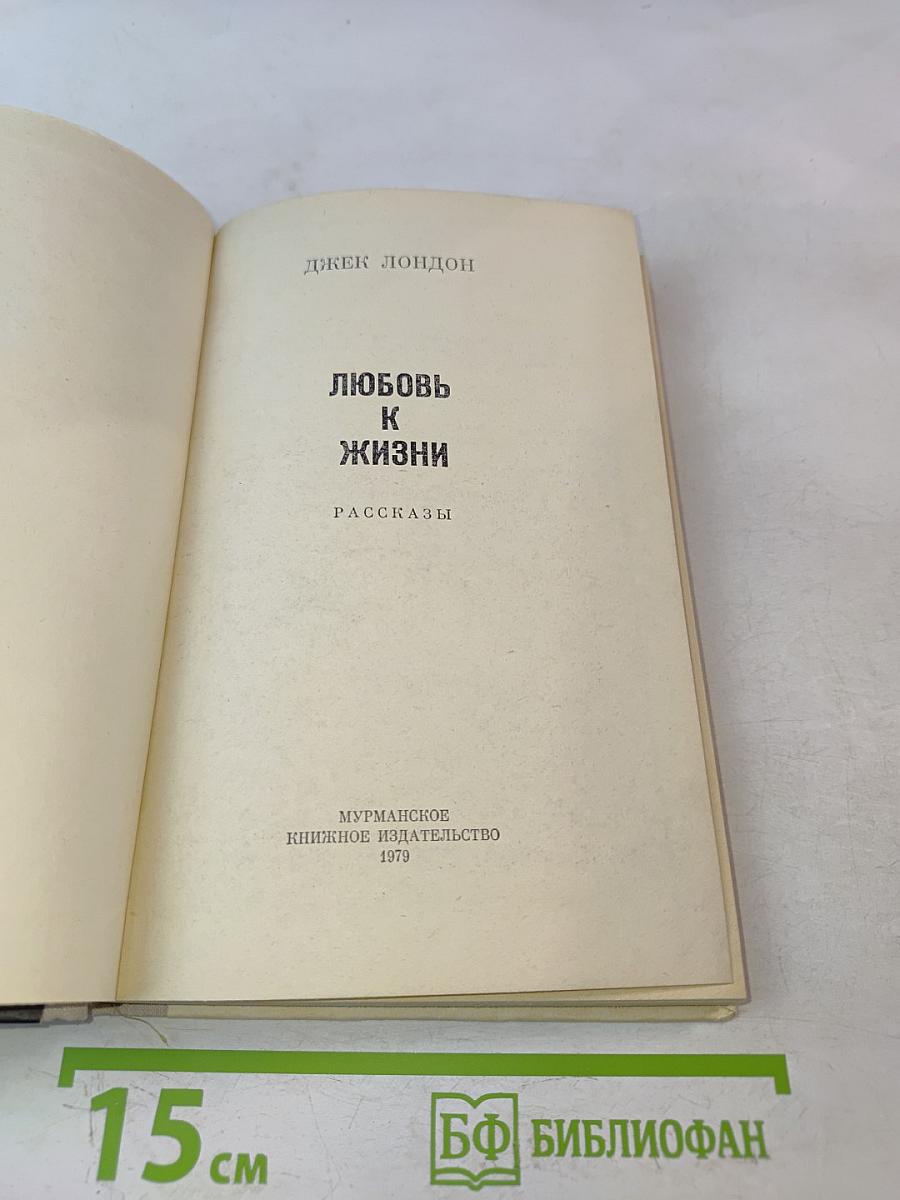 ДЖЕК ЛОНДОН
ЛЮБОВЬ
К
ЖИЗНИ
РАССКАЗЫ
МУРМАНСКОЕ
КНИЖНОЕ ИЗДАТЕЛЬСТВО
1979
15 см
БФ БИБЛИОФАН